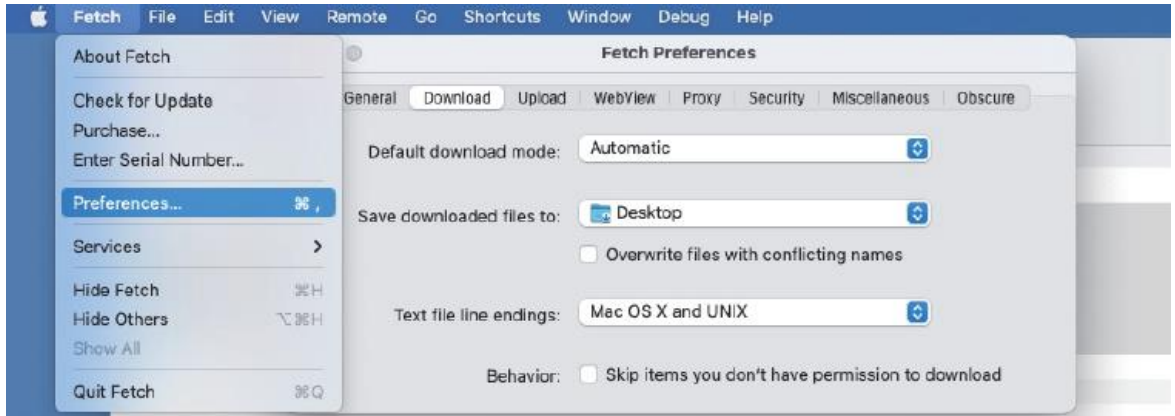 Fetch File Edit View Remote Go Shortcuts Window Debug Help
About Fetch
Check for Update
Purchase...
Enter Serial Number...
Preferences... ⌘ ,
Services >
Hide Fetch ⌘H
Hide Others ⌥⌘H
Show All
Quit Fetch ⌘Q
Fetch Preferences
General Download Upload WebView Proxy Security Miscellaneous Obscure
Default download mode: Automatic
Save downloaded files to: Desktop
Overwrite files with conflicting names
Text file line endings: Mac OS X and UNIX
Behavior: Skip items you don't have permission to download